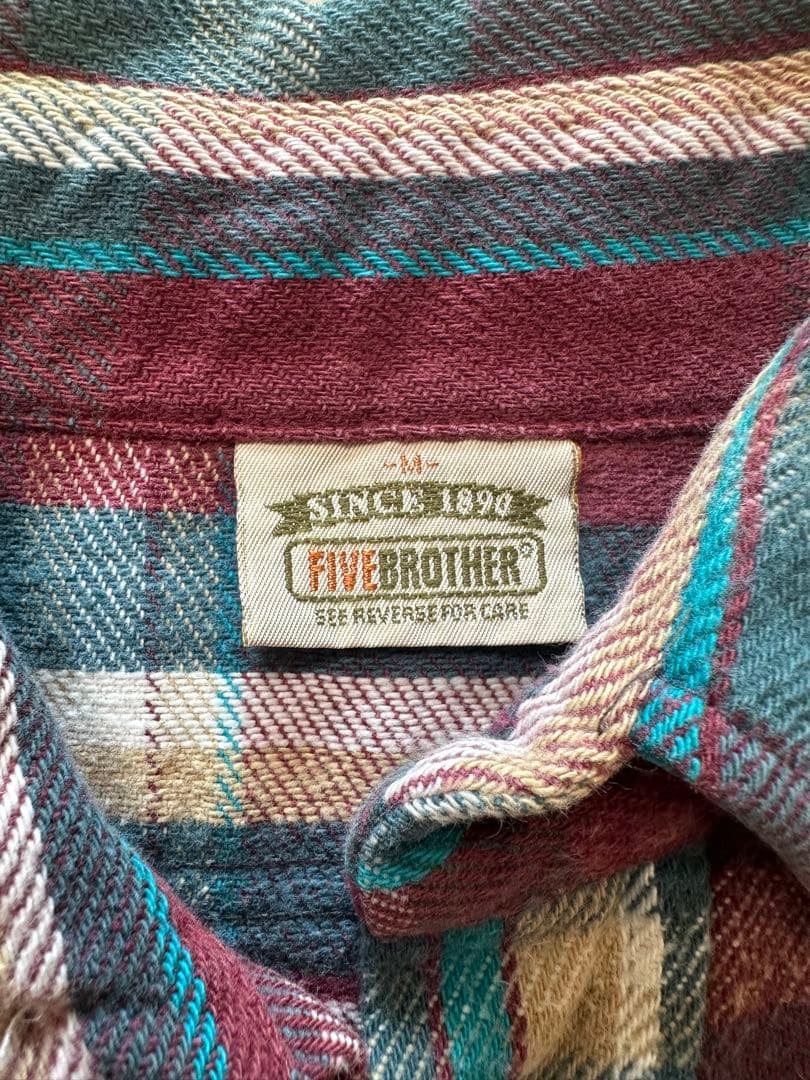 -M-
SINCE 1890
FIVEBROTHER®
SEE REVERSE FOR CARE